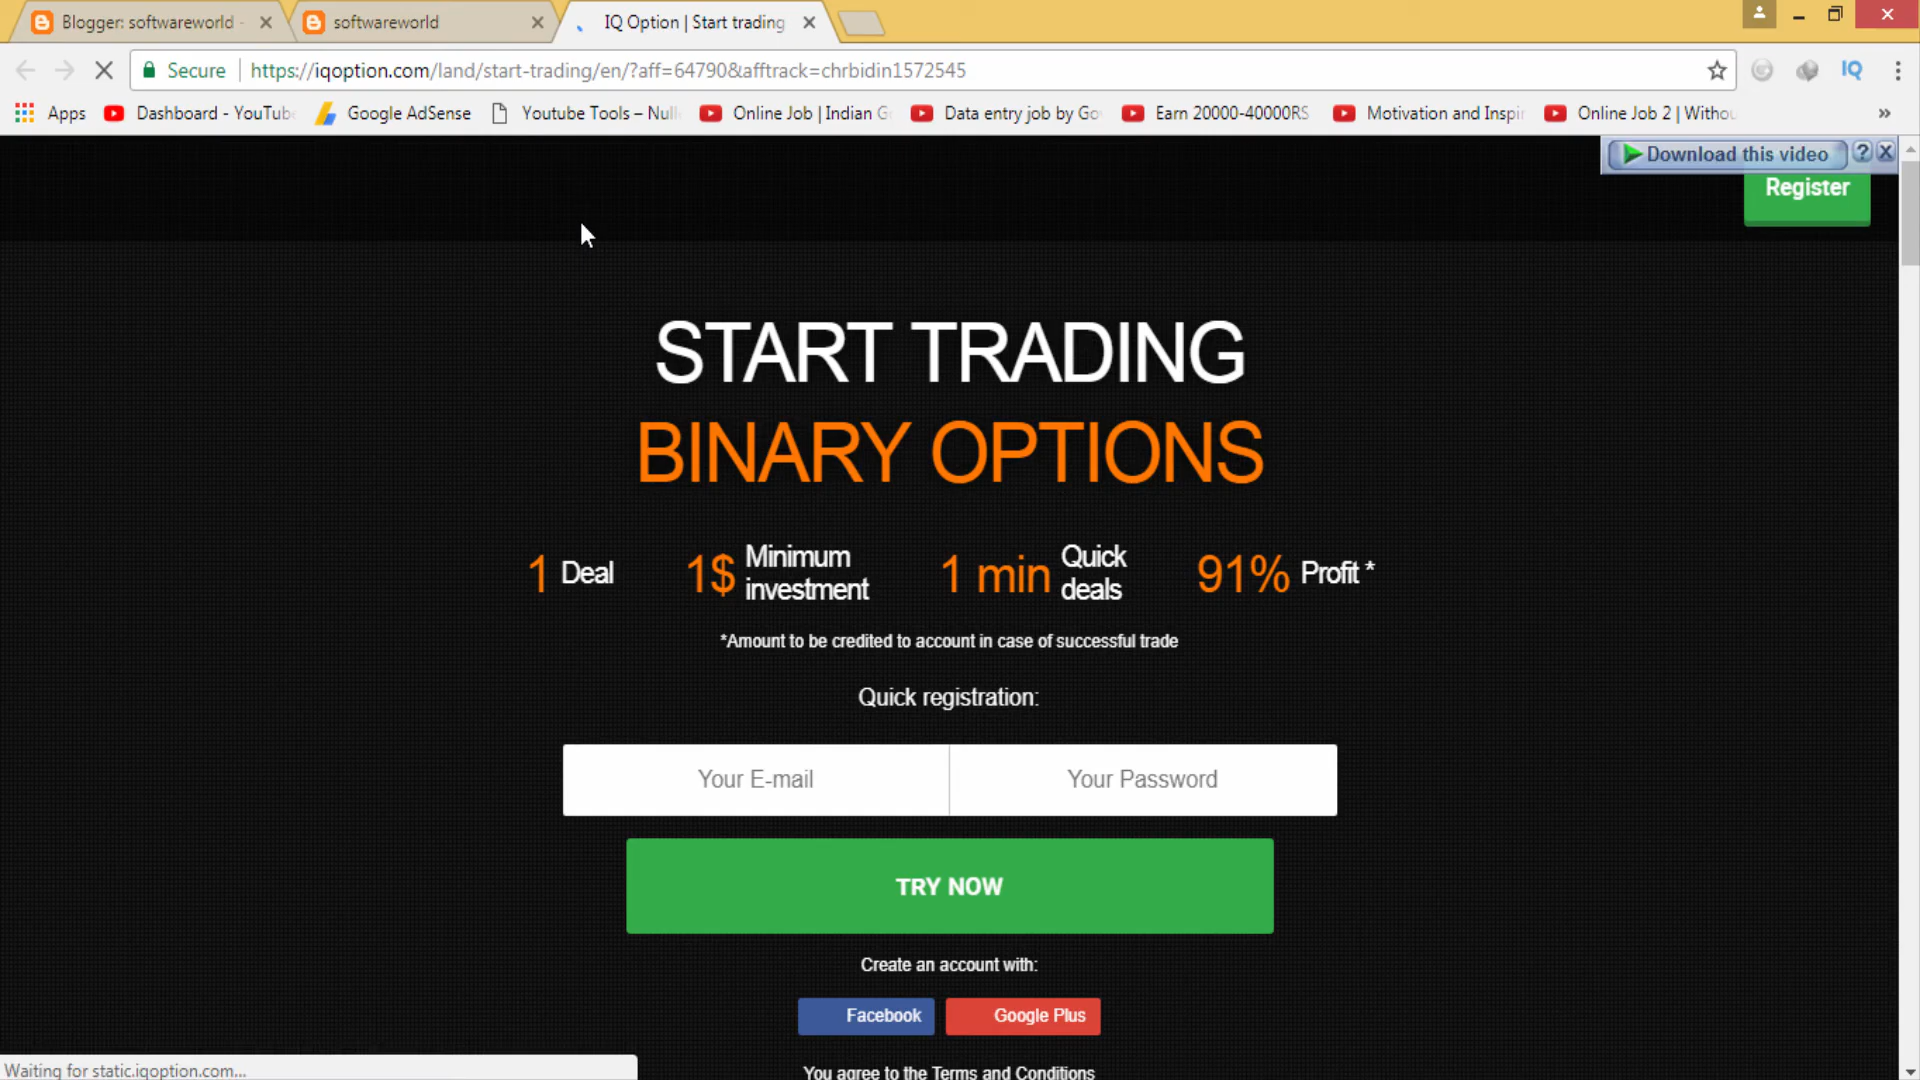 Blogger: softwareworld -
softwareworld
IQ Option | Start trading
Secure
https://iqoption.com/land/start-trading/en/?aff=64790&afftrack=chrbidin1572545
IQ
Apps
Dashboard - YouTub
Google AdSense
Youtube Tools – Nul
Online Job | Indian G
Data entry job by Go
Earn 20000-40000RS
Motivation and Inspi
Online Job 2 | Withou
»
Download this video
?
Register
START TRADING
BINARY OPTIONS
1 Deal
1$ Minimum
investment
1 min Quick
deals
91% Profit *
*Amount to be credited to account in case of successful trade
Quick registration:
Your E-mail
Your Password
TRY NOW
Create an account with:
Facebook
Google Plus
You agree to the Terms and Conditions
Waiting for static.iqoption.com...